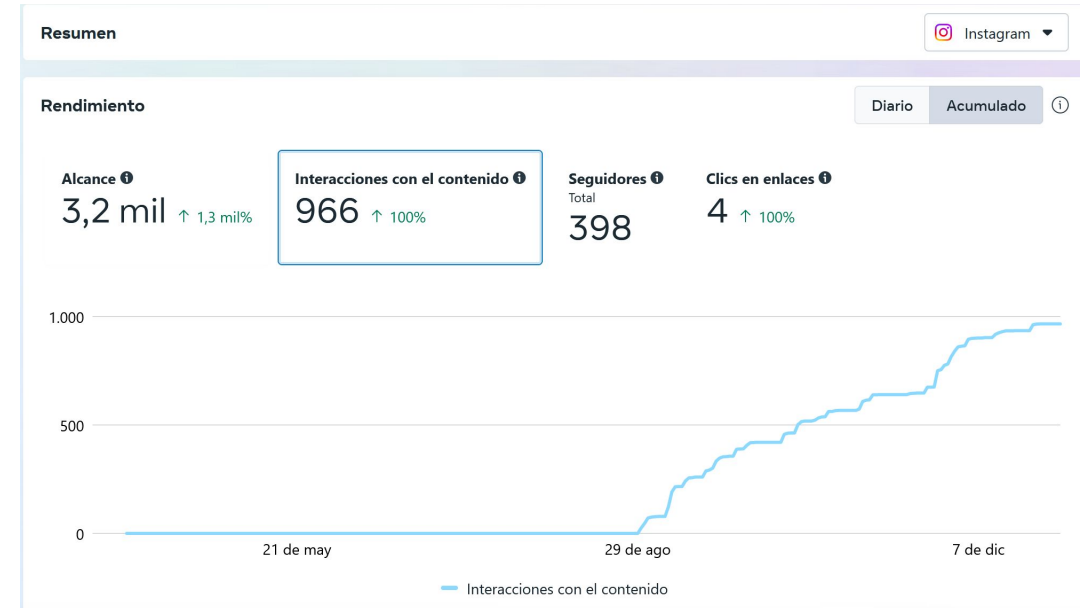 Resumen
Instagram
Rendimiento
Diario
Acumulado
Alcance
3,2 mil ↑ 1,3 mil%
Interacciones con el contenido
966 ↑ 100%
Seguidores
Total
398
Clics en enlaces
4 ↑ 100%
1.000
500
0
21 de may
29 de ago
7 de dic
Interacciones con el contenido